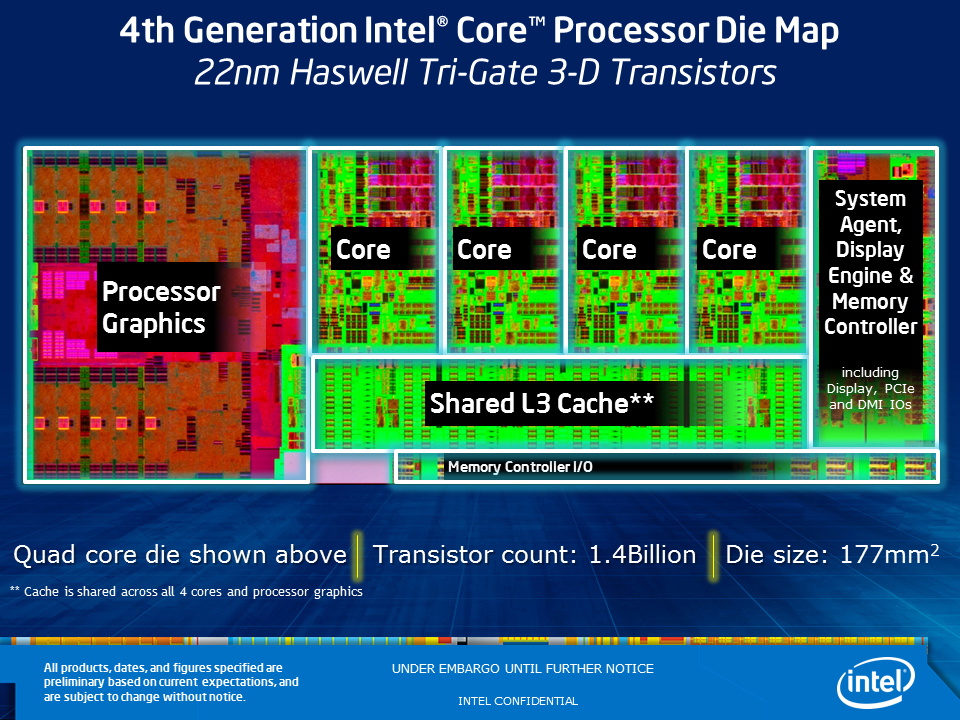 4th Generation Intel® Core™ Processor Die Map
22nm Haswell Tri-Gate 3-D Transistors
Processor
Graphics
Core
Core
Core
Core
System
Agent,
Display
Engine &
Memory
Controller
including
Display, PCIe
and DMI IOs
Shared L3 Cache**
Memory Controller I/O
Quad core die shown above
Transistor count: 1.4Billion
Die size: 177mm²
** Cache is shared across all 4 cores and processor graphics
All products, dates, and figures specified are
preliminary based on current expectations, and
are subject to change without notice.
UNDER EMBARGO UNTIL FURTHER NOTICE
INTEL CONFIDENTIAL
intel®